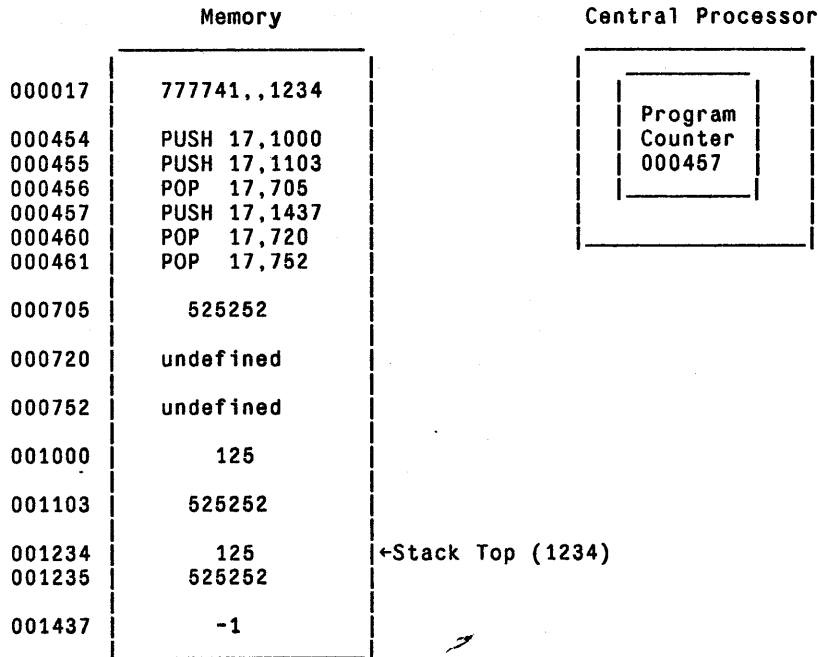 Memory Central Processor
000017 777741,,1234
Program
000454 PUSH 17,1000 Counter
000455 PUSH 17,1103 000457
000456 POP 17,705
000457 PUSH 17,1437
000460 POP 17,720
000461 POP 17,752
000705 525252
000720 undefined
000752 undefined
001000 125
001103 525252
001234 125 ←Stack Top (1234)
001235 525252
001437 -1